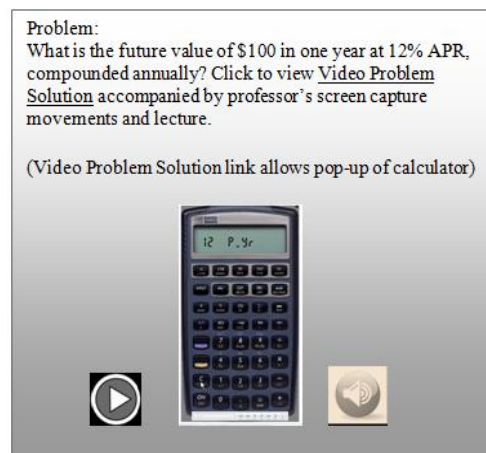 Problem:
What is the future value of $100 in one year at 12% APR,
compounded annually? Click to view Video Problem
Solution accompanied by professor’s screen capture
movements and lecture.
(Video Problem Solution link allows pop-up of calculator)
12 P_Yr